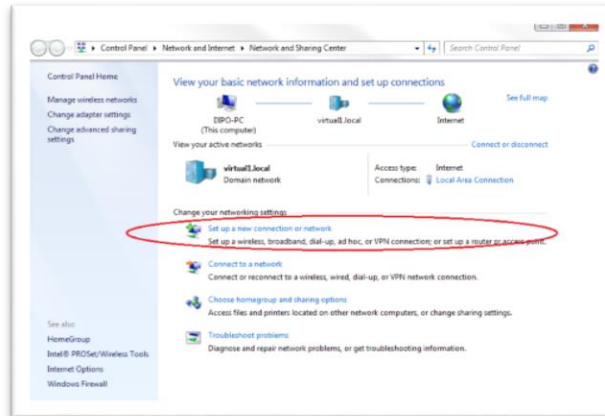 Control Panel ▸ Network and Internet ▸ Network and Sharing Center
Search Control Panel
Control Panel Home
Manage wireless networks
Change adapter settings
Change advanced sharing
settings
See also
HomeGroup
Intel® PROSet/Wireless Tools
Internet Options
Windows Firewall
View your basic network information and set up connections
DIPO-PC
(This computer)
virtual1.local
Internet
See full map
View your active networks
Connect or disconnect
virtual1.local
Domain network
Access type: Internet
Connections: Local Area Connection
Change your networking settings
Set up a new connection or network
Set up a wireless, broadband, dial-up, ad hoc, or VPN connection; or set up a router or access point.
Connect to a network
Connect or reconnect to a wireless, wired, dial-up, or VPN network connection.
Choose homegroup and sharing options
Access files and printers located on other network computers, or change sharing settings.
Troubleshoot problems
Diagnose and repair network problems, or get troubleshooting information.